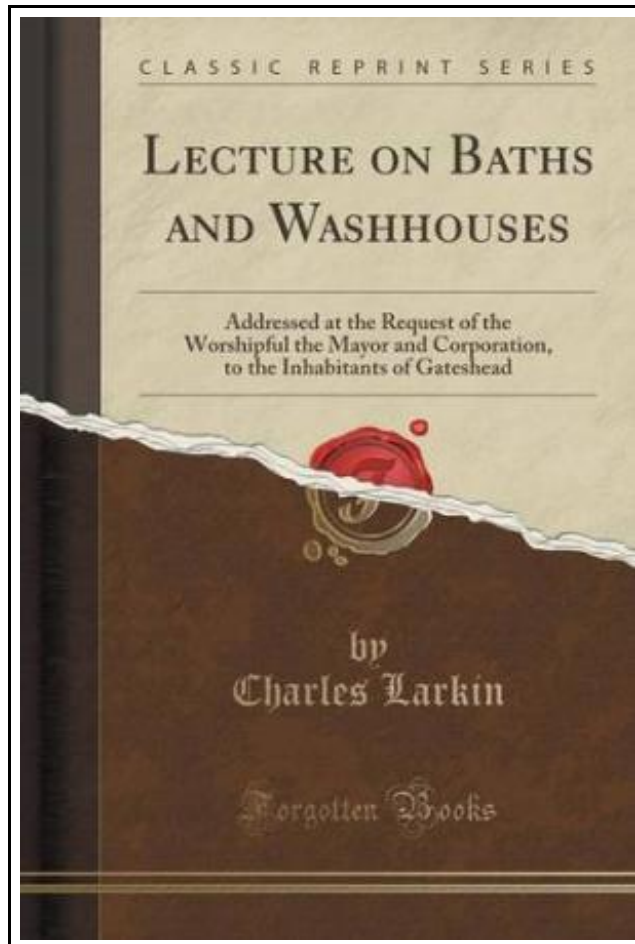 CLASSIC REPRINT SERIES
LECTURE ON BATHS
AND WASHHOUSES
Addressed at the Request of the
Worshipful the Mayor and Corporation,
to the Inhabitants of Gateshead
F
by
Charles Larkin
Forgotten Books